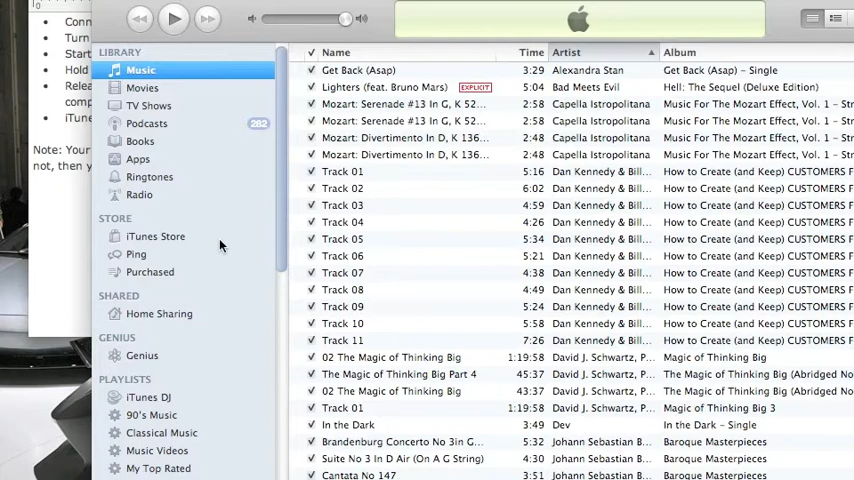 Conn
Turn
Start
Hold
Relea
comp
iTune
Note: Your
not, then y
LIBRARY
Music
Movies
TV Shows
Podcasts 282
Books
Apps
Ringtones
Radio
STORE
iTunes Store
Ping
Purchased
SHARED
Home Sharing
GENIUS
Genius
PLAYLISTS
iTunes DJ
90's Music
Classical Music
Music Videos
My Top Rated
Name Time Artist Album
Get Back (Asap) 3:29 Alexandra Stan Get Back (Asap) – Single
Lighters (feat. Bruno Mars) EXPLICIT 5:04 Bad Meets Evil Hell: The Sequel (Deluxe Edition)
Mozart: Serenade #13 In G, K 52... 2:48 Capella Istropolitana Music For The Mozart Effect, Vol. 1 – Str
Mozart: Serenade #13 In G, K 52... 2:48 Capella Istropolitana Music For The Mozart Effect, Vol. 1 – Str
Mozart: Divertimento In D, K 136... 2:48 Capella Istropolitana Music For The Mozart Effect, Vol. 1 – Str
Mozart: Divertimento In D, K 136... 2:48 Capella Istropolitana Music For The Mozart Effect, Vol. 1 – Str
Track 01 5:16 Dan Kennedy & Bill... How to Create (and Keep) CUSTOMERS F
Track 02 6:02 Dan Kennedy & Bill... How to Create (and Keep) CUSTOMERS F
Track 03 4:59 Dan Kennedy & Bill... How to Create (and Keep) CUSTOMERS F
Track 04 4:26 Dan Kennedy & Bill... How to Create (and Keep) CUSTOMERS F
Track 05 5:34 Dan Kennedy & Bill... How to Create (and Keep) CUSTOMERS F
Track 06 5:21 Dan Kennedy & Bill... How to Create (and Keep) CUSTOMERS F
Track 07 4:38 Dan Kennedy & Bill... How to Create (and Keep) CUSTOMERS F
Track 08 4:49 Dan Kennedy & Bill... How to Create (and Keep) CUSTOMERS F
Track 09 5:24 Dan Kennedy & Bill... How to Create (and Keep) CUSTOMERS F
Track 10 5:58 Dan Kennedy & Bill... How to Create (and Keep) CUSTOMERS F
Track 11 7:26 Dan Kennedy & Bill... How to Create (and Keep) CUSTOMERS F
02 The Magic of Thinking Big 1:19:58 David J. Schwartz, P... Magic of Thinking Big
The Magic of Thinking Big Part 4 45:37 David J. Schwartz, P... The Magic of Thinking Big (Abridged No
02 The Magic of Thinking Big 43:37 David J. Schwartz, P... The Magic of Thinking Big (Abridged No
Track 01 1:19:58 David J. Schwartz, P... Magic of Thinking Big 3
In the Dark 3:49 Dev In the Dark – Single
Brandenburg Concerto No 3in G... 5:32 Johann Sebastian B... Baroque Masterpieces
Suite No 3 In D Air (On A G String) 4:30 Johann Sebastian B... Baroque Masterpieces
Cantata No 147 3:51 Johann Sebastian B... Baroque Masterpieces